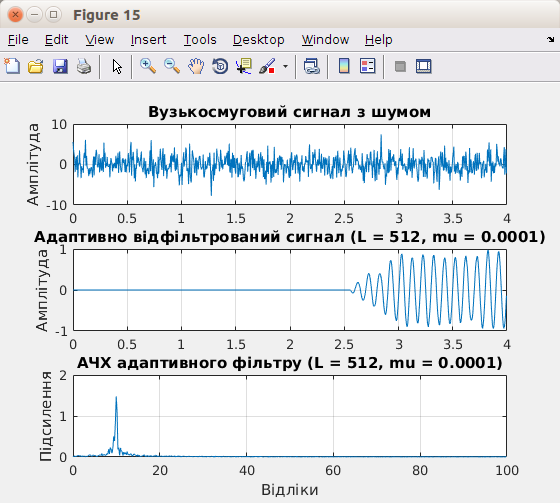 Figure 15
File Edit View Insert Tools Desktop Window Help
Вузькосмуговий сигнал з шумом
Амплітуда
10
0
-10
0 0.5 1 1.5 2 2.5 3 3.5 4
Адаптивно відфільтрований сигнал (L = 512, mu = 0.0001)
Амплітуда
1
0
-1
0 0.5 1 1.5 2 2.5 3 3.5 4
АЧХ адаптивного фільтру (L = 512, mu = 0.0001)
Підсилення
2
1
0
0 20 40 60 80 100
Відліки